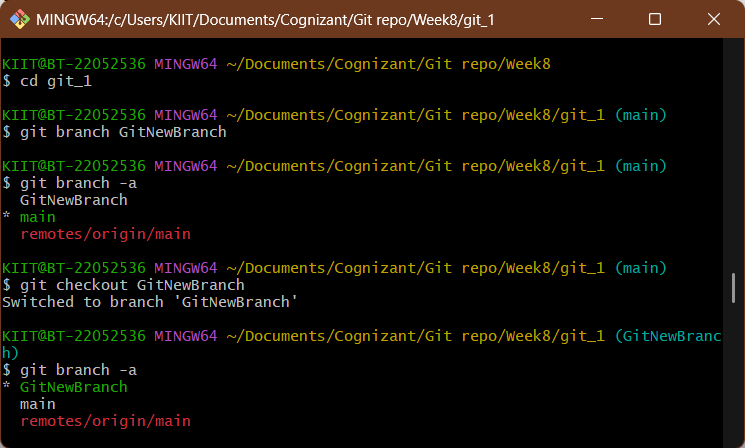 MINGW64:/c/Users/KIIT/Documents/Cognizant/Git repo/Week8/git_1
KIIT@BT-22052536 MINGW64 ~/Documents/Cognizant/Git repo/Week8
$ cd git_1
KIIT@BT-22052536 MINGW64 ~/Documents/Cognizant/Git repo/Week8/git_1 (main)
$ git branch GitNewBranch
KIIT@BT-22052536 MINGW64 ~/Documents/Cognizant/Git repo/Week8/git_1 (main)
$ git branch -a
  GitNewBranch
* main
  remotes/origin/main
KIIT@BT-22052536 MINGW64 ~/Documents/Cognizant/Git repo/Week8/git_1 (main)
$ git checkout GitNewBranch
Switched to branch 'GitNewBranch'
KIIT@BT-22052536 MINGW64 ~/Documents/Cognizant/Git repo/Week8/git_1 (GitNewBranc
h)
$ git branch -a
* GitNewBranch
  main
  remotes/origin/main